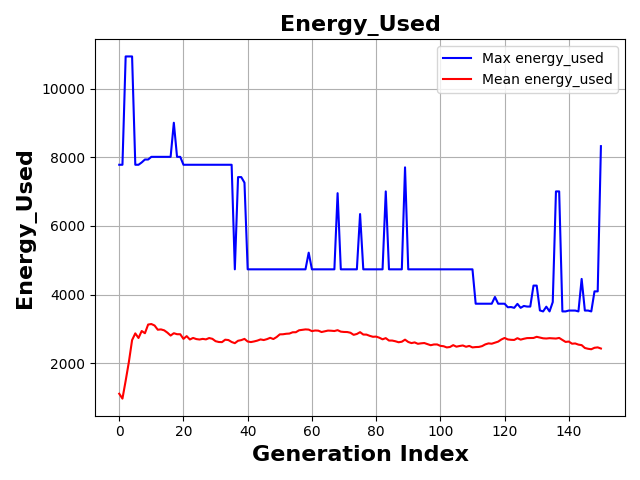 Energy_Used
Max energy_used
Mean energy_used
Energy_Used
10000
8000
6000
4000
2000
0 20 40 60 80 100 120 140
Generation Index